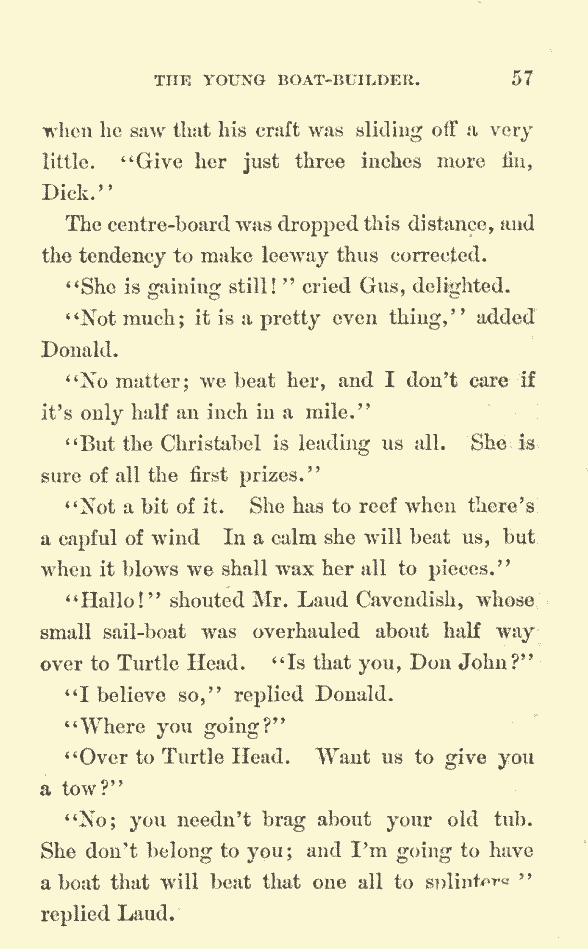 THE YOUNG BOAT-BUILDER. 57
when he saw that his craft was sliding off a very
little. "Give her just three inches more fin,
Dick."
The centre-board was dropped this distance, and
the tendency to make leeway thus corrected.
"She is gaining still!" cried Gus, delighted.
"Not much; it is a pretty even thing," added
Donald.
"No matter; we beat her, and I don't care if
it's only half an inch in a mile."
"But the Christabel is leading us all. She is
sure of all the first prizes."
"Not a bit of it. She has to reef when there's
a capful of wind In a calm she will beat us, but
when it blows we shall wax her all to pieces."
"Hallo!" shouted Mr. Laud Cavendish, whose
small sail-boat was overhauled about half way
over to Turtle Head. "Is that you, Don John?"
"I believe so," replied Donald.
"Where you going?"
"Over to Turtle Head. Want us to give you
a tow?"
"No; you needn't brag about your old tub.
She don't belong to you; and I'm going to have
a boat that will beat that one all to splinters"
replied Laud.